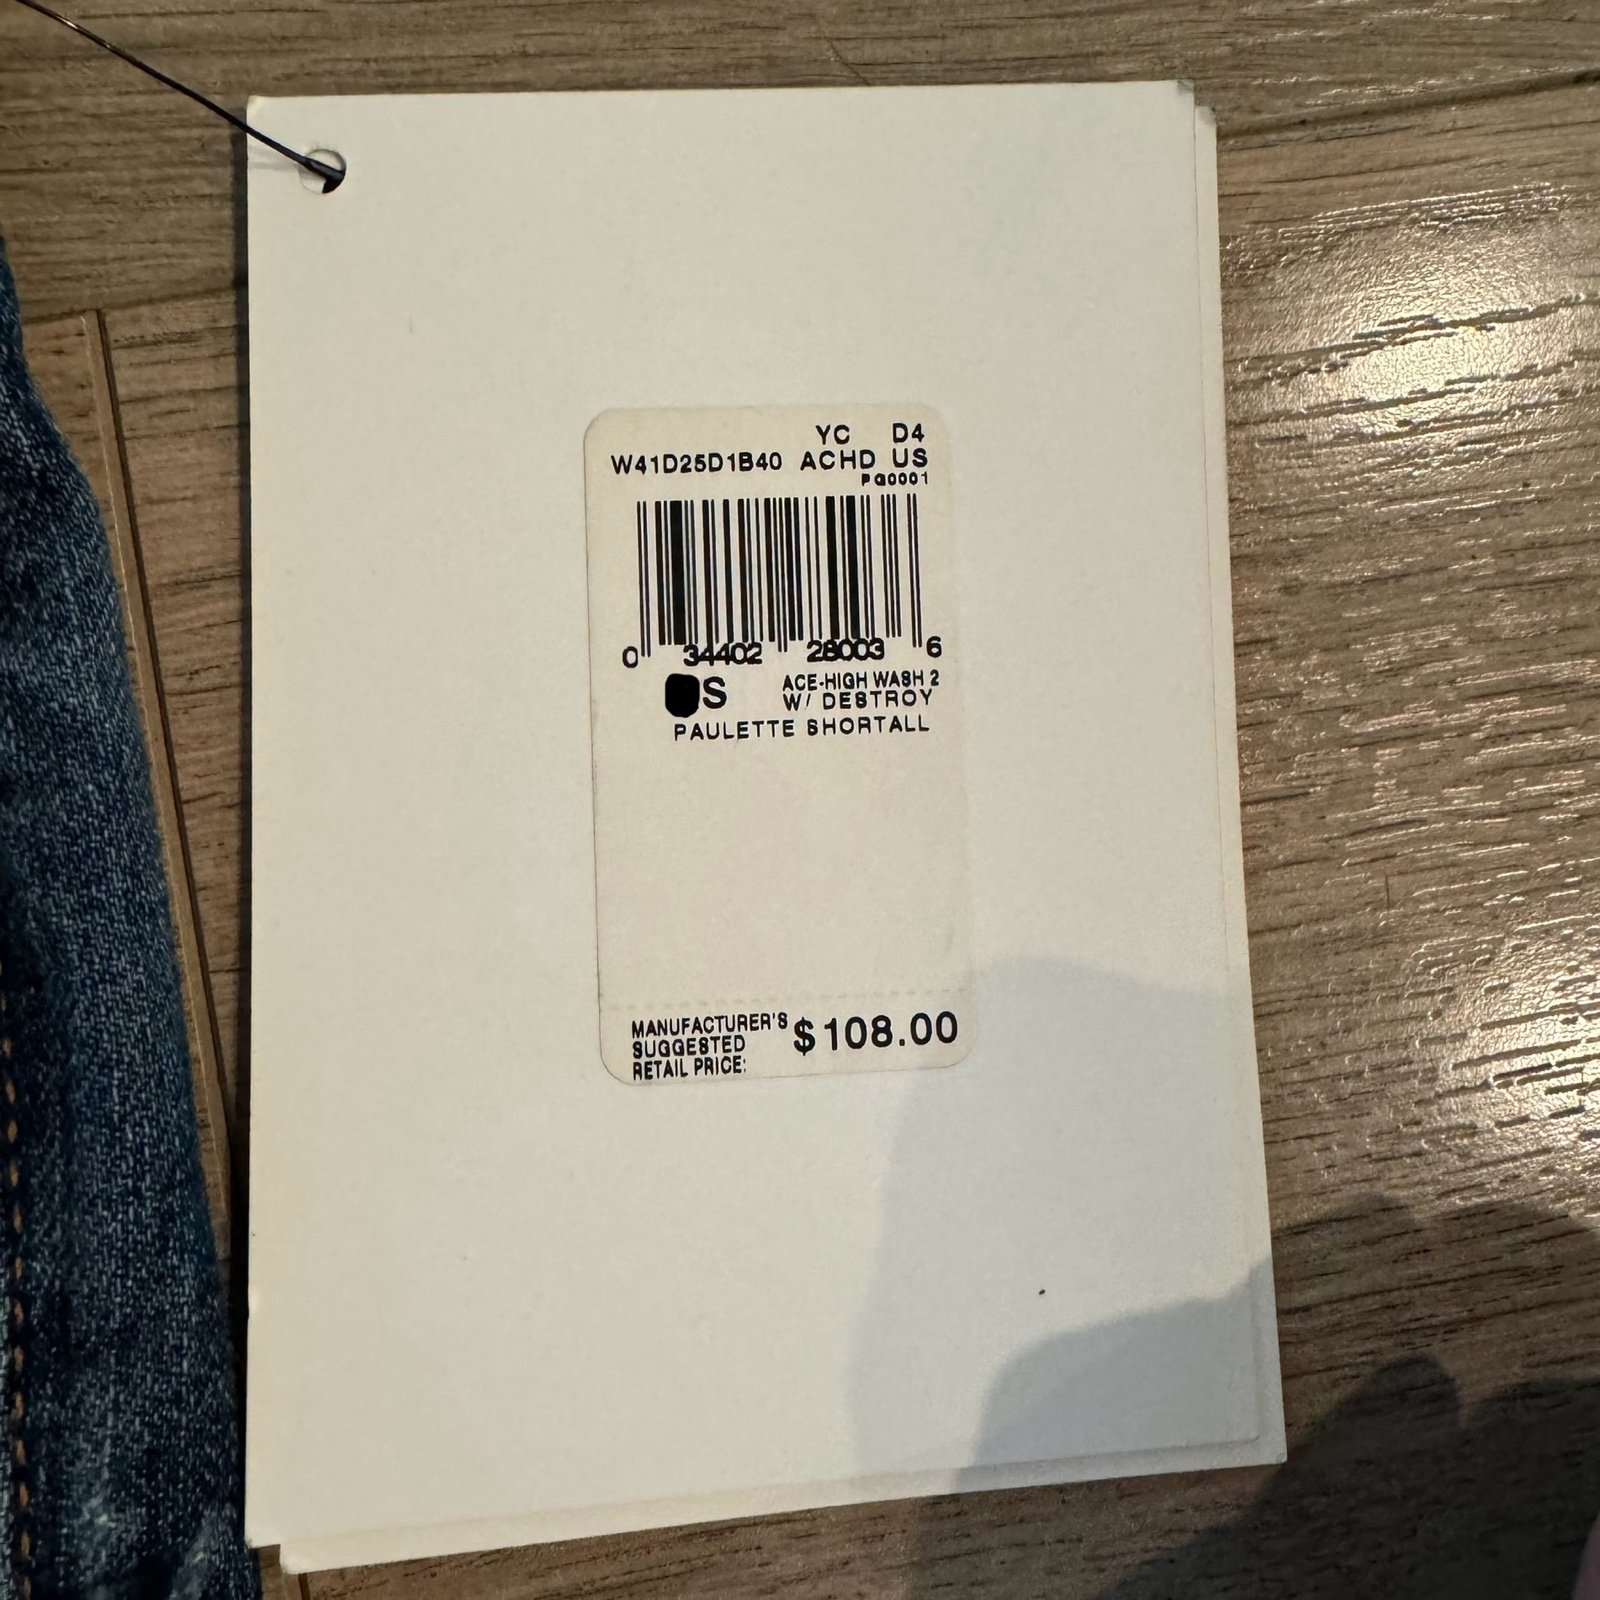 YC D4
W41D25D1B40 ACHD US
PG0001
0 34402 28003 6
S ACE-HIGH WASH 2
W/ DESTROY
PAULETTE SHORTALL
MANUFACTURER'S
SUGGESTED
RETAIL PRICE:
$108.00